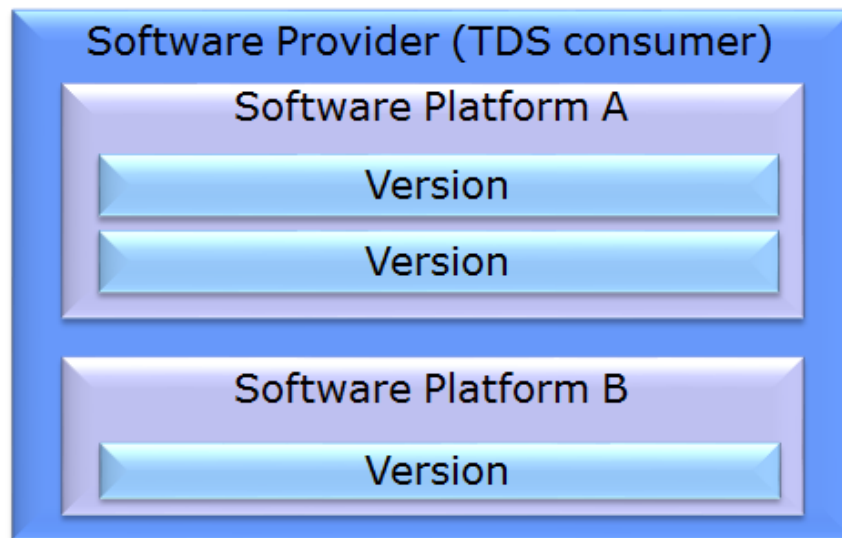 Software Provider (TDS consumer)
Software Platform A
Version
Version
Software Platform B
Version